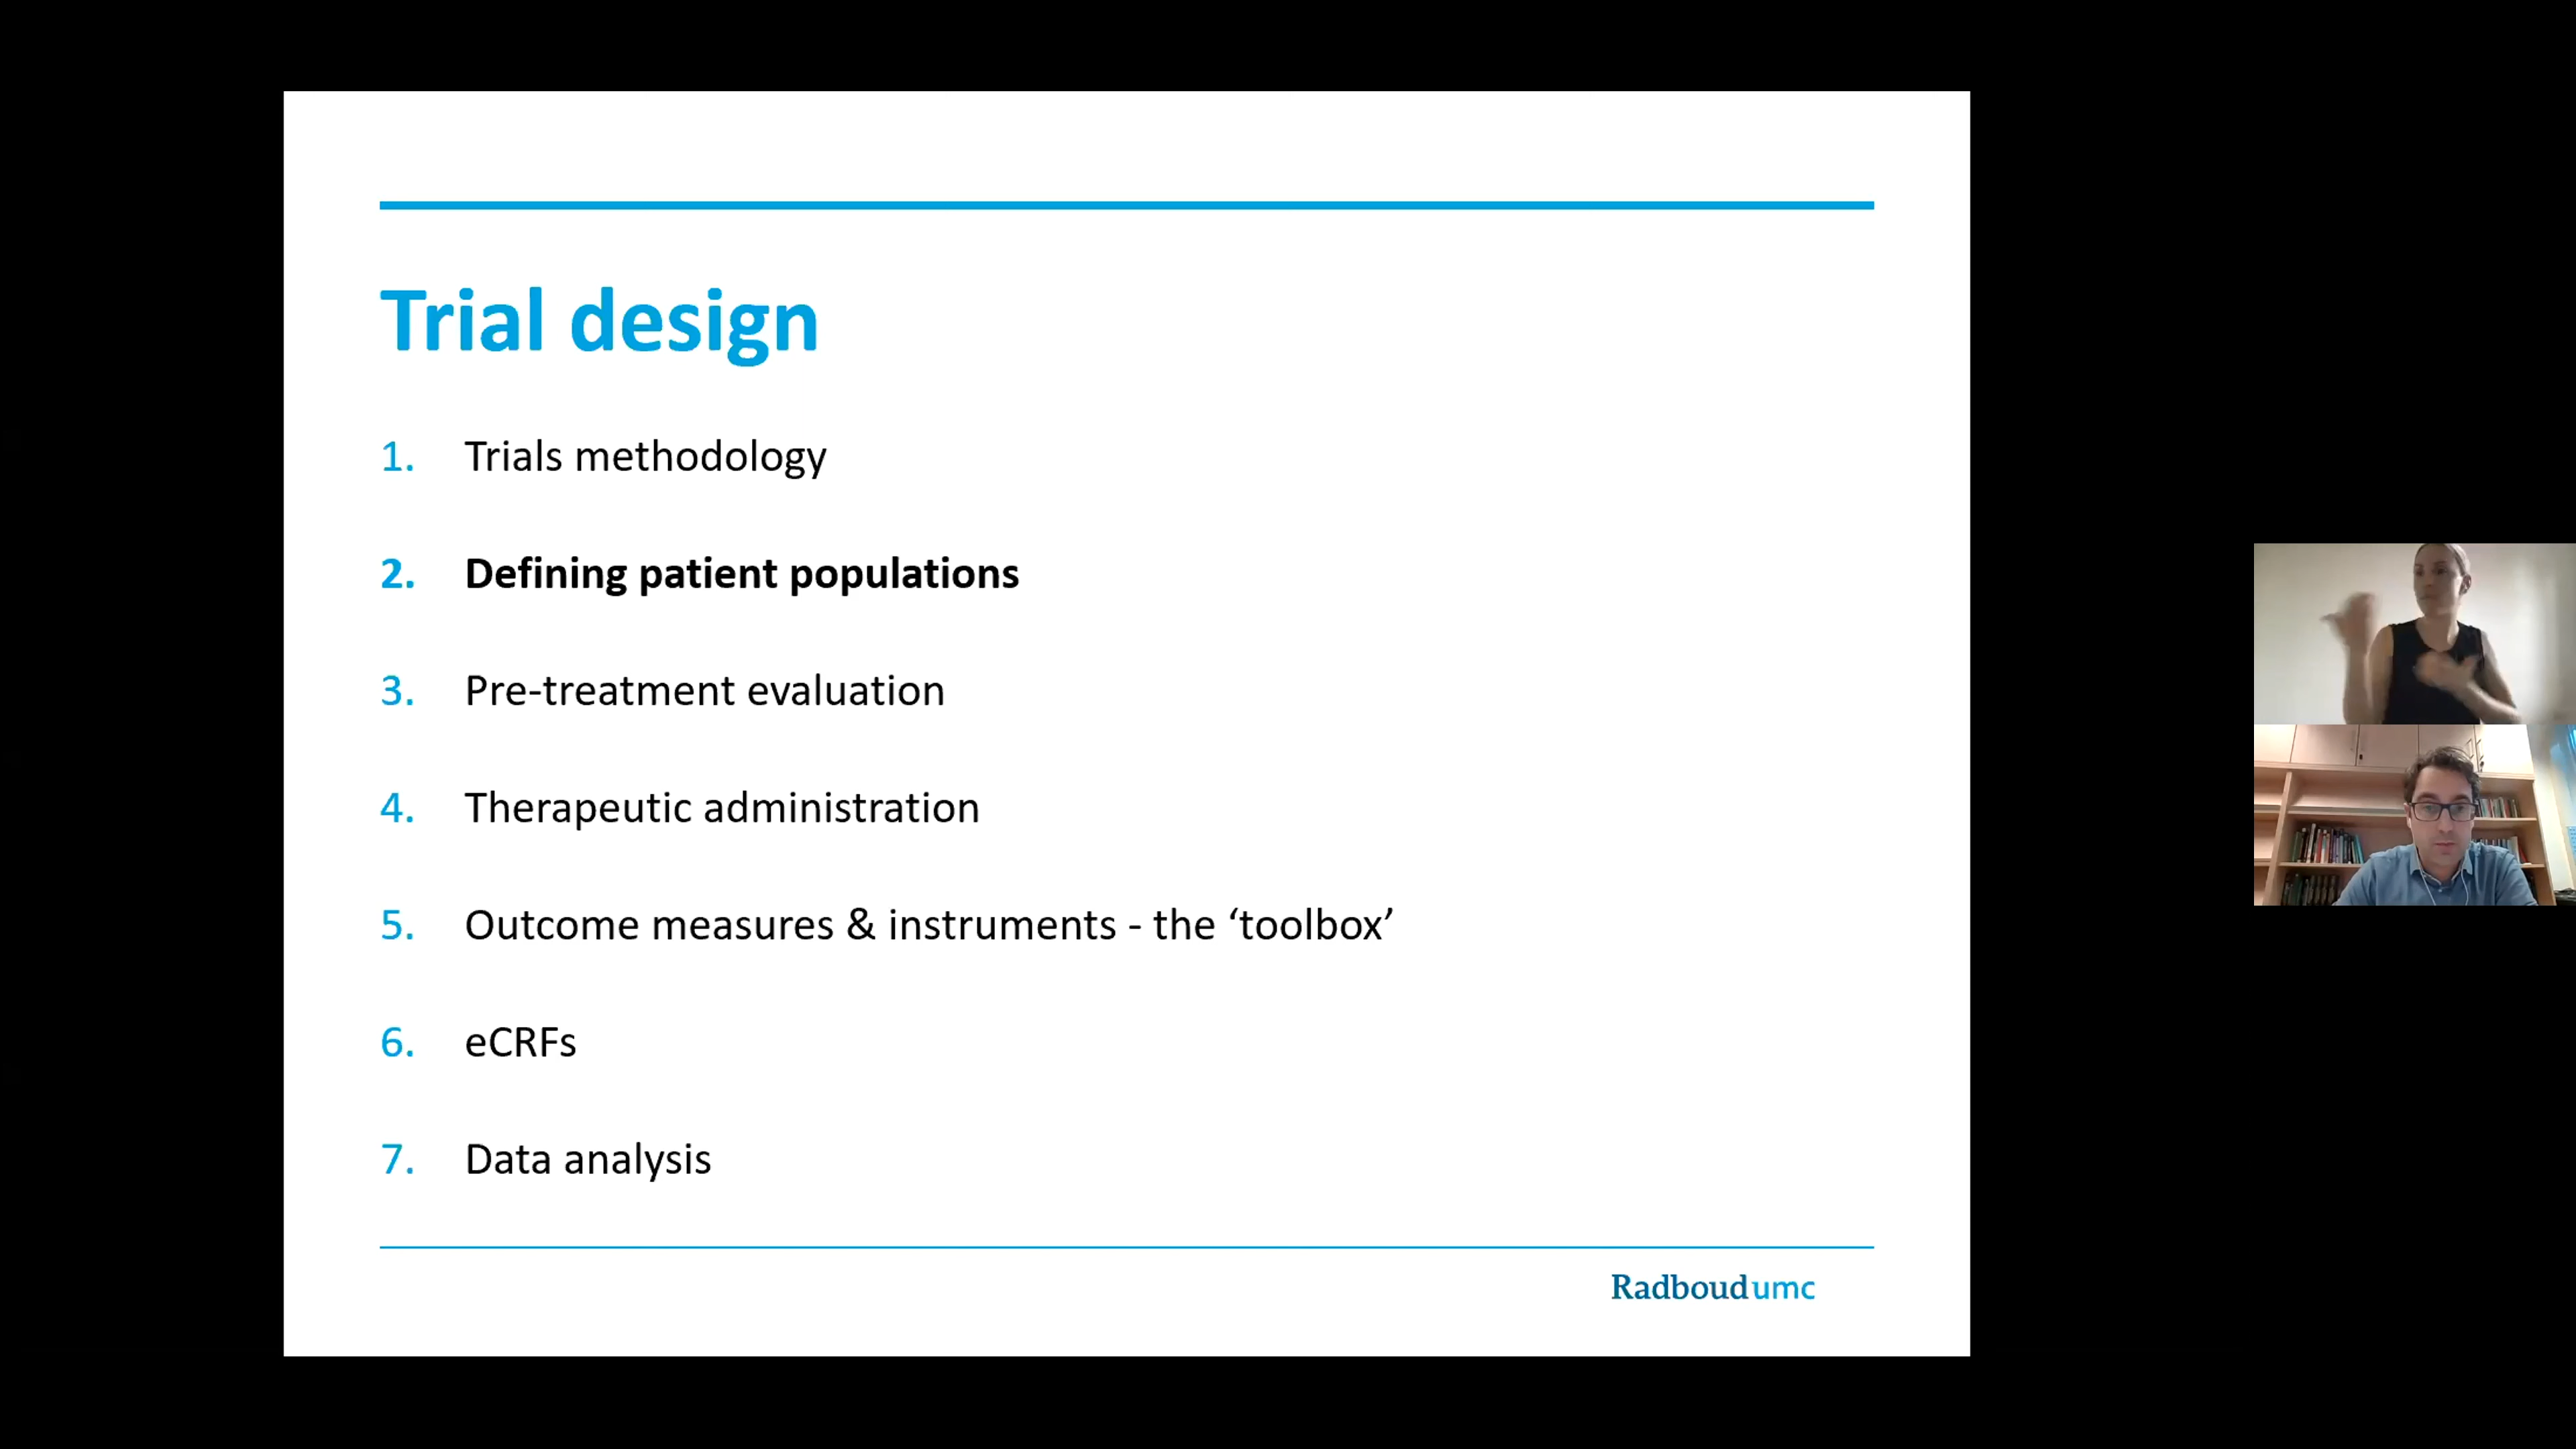 Trial design
1. Trials methodology
2. Defining patient populations
3. Pre-treatment evaluation
4. Therapeutic administration
5. Outcome measures & instruments - the ‘toolbox’
6. eCRFs
7. Data analysis
Radboudumc